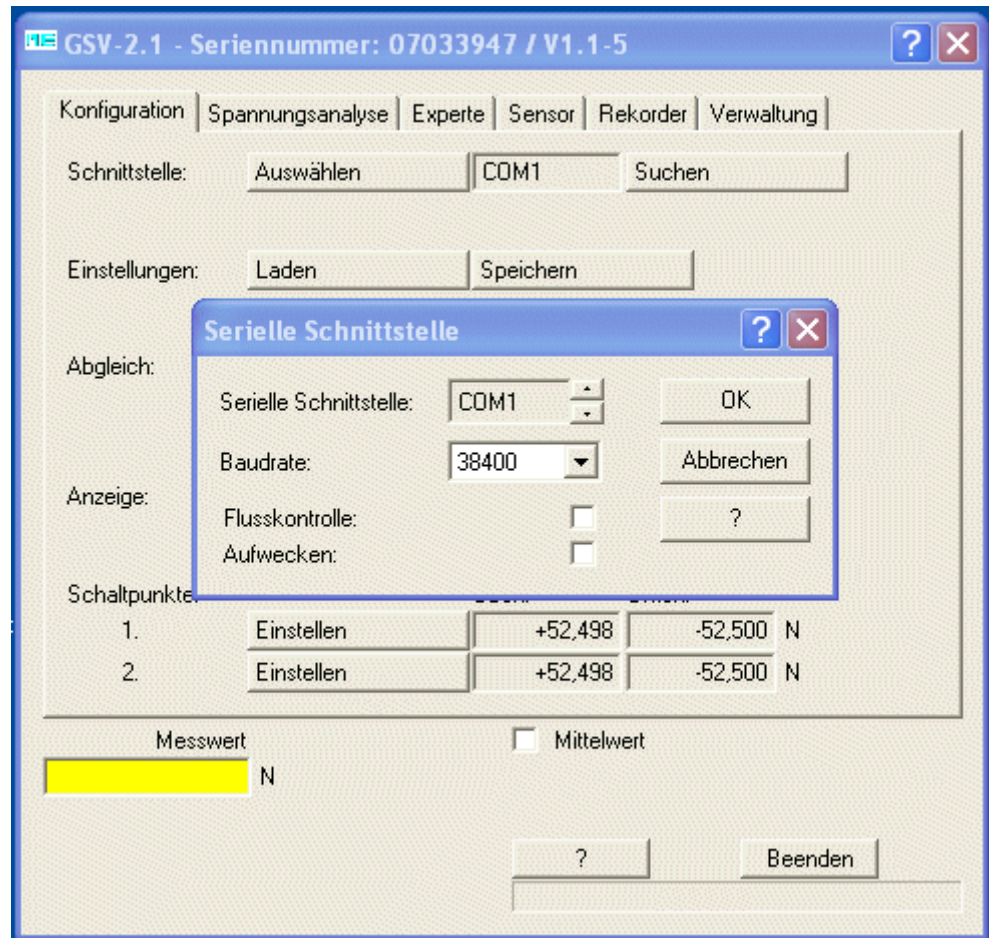 ME GSV-2.1 - Seriennummer: 07033947 / V1.1-5 ?
Konfiguration Spannungsanalyse Experte Sensor Rekorder Verwaltung
Schnittstelle: Auswählen COM1 Suchen
Einstellungen: Laden Speichern
Abgleich:
Anzeige:
Schaltpunkte:
Serielle Schnittstelle ?
Serielle Schnittstelle: COM1 OK
Baudrate: 38400 Abbrechen
Flusskontrolle: ?
Aufwecken:
1. Einstellen +52,498 -52,500 N
2. Einstellen +52,498 -52,500 N
Messwert Mittelwert
N
? Beenden